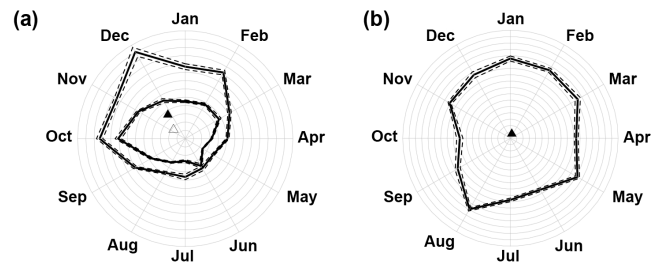 (a)
Jan
Feb
Mar
Apr
May
Jun
Jul
Aug
Sep
Oct
Nov
Dec
(b)
Jan
Feb
Mar
Apr
May
Jun
Jul
Aug
Sep
Oct
Nov
Dec